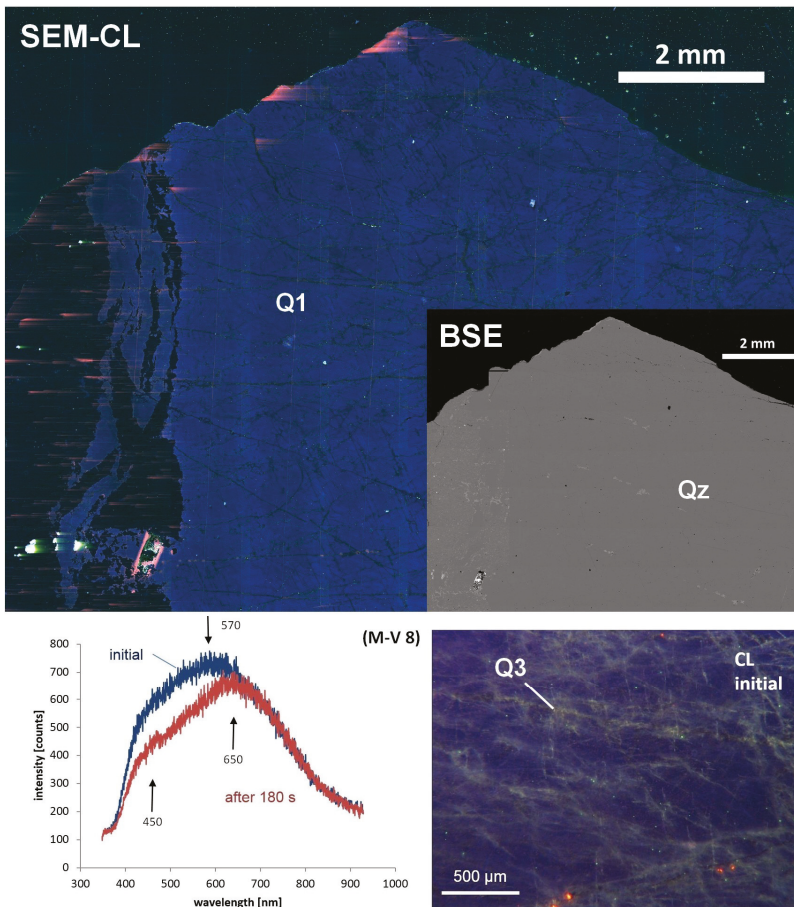 SEM-CL
2 mm
Q1
BSE
2 mm
Qz
570
(M-V 8)
800
initial
700
600
500
400
300
200
100
0
650
after 180 s
450
300 400 500 600 700 800 900 1000
intensity [counts]
wavelength [nm]
Q3
CL
initial
500 µm